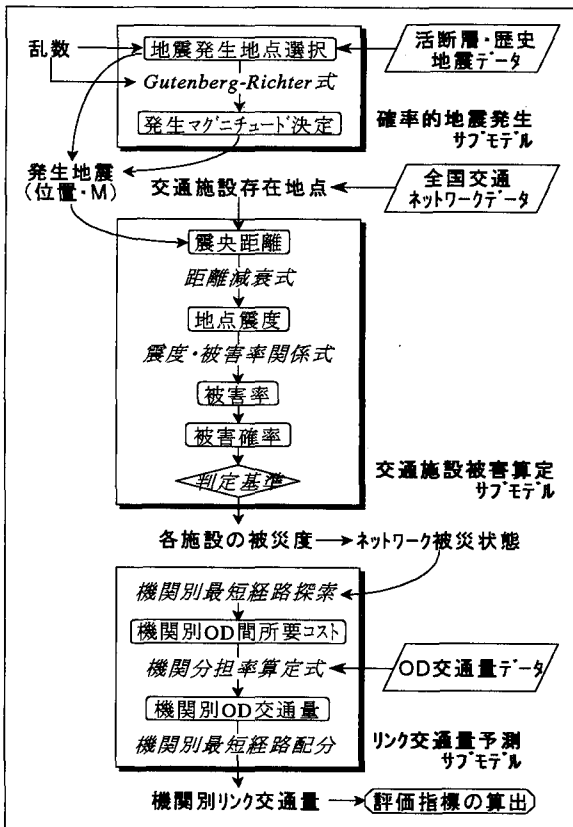 乱数
地震発生地点選択
活断層・歴史
地震データ
Gutenberg-Richter式
発生マグニチュード決定
確率的地震発生
サブモデル
発生地震
(位置・M)
交通施設存在地点
全国交通
ネットワークデータ
震央距離
距離減衰式
地点震度
震度・被害率関係式
被害率
被害確率
判定基準
交通施設被害算定
サブモデル
各施設の被災度
ネットワーク被災状態
機関別最短経路探索
機関別OD間所要コスト
機関分担率算定式
OD交通量データ
機関別OD交通量
機関別最短経路配分
リンク交通量予測
サブモデル
機関別リンク交通量
評価指標の算出